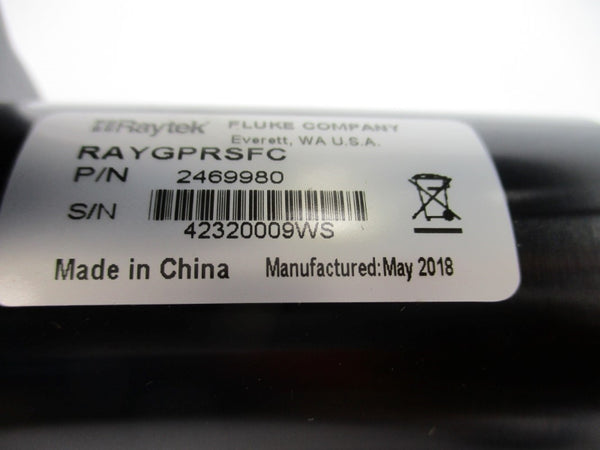 Raytek FLUKE COMPANY
Everett, WA U.S.A.
RAYGPRSFC
P/N 2469980
S/N
42320009WS
Made in China Manufactured:May 2018